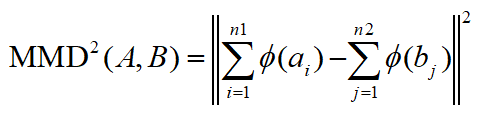 MMD²(A, B) = ‖∑_{i=1}^{n1} ϕ(a_i) − ∑_{j=1}^{n2} ϕ(b_j)‖²